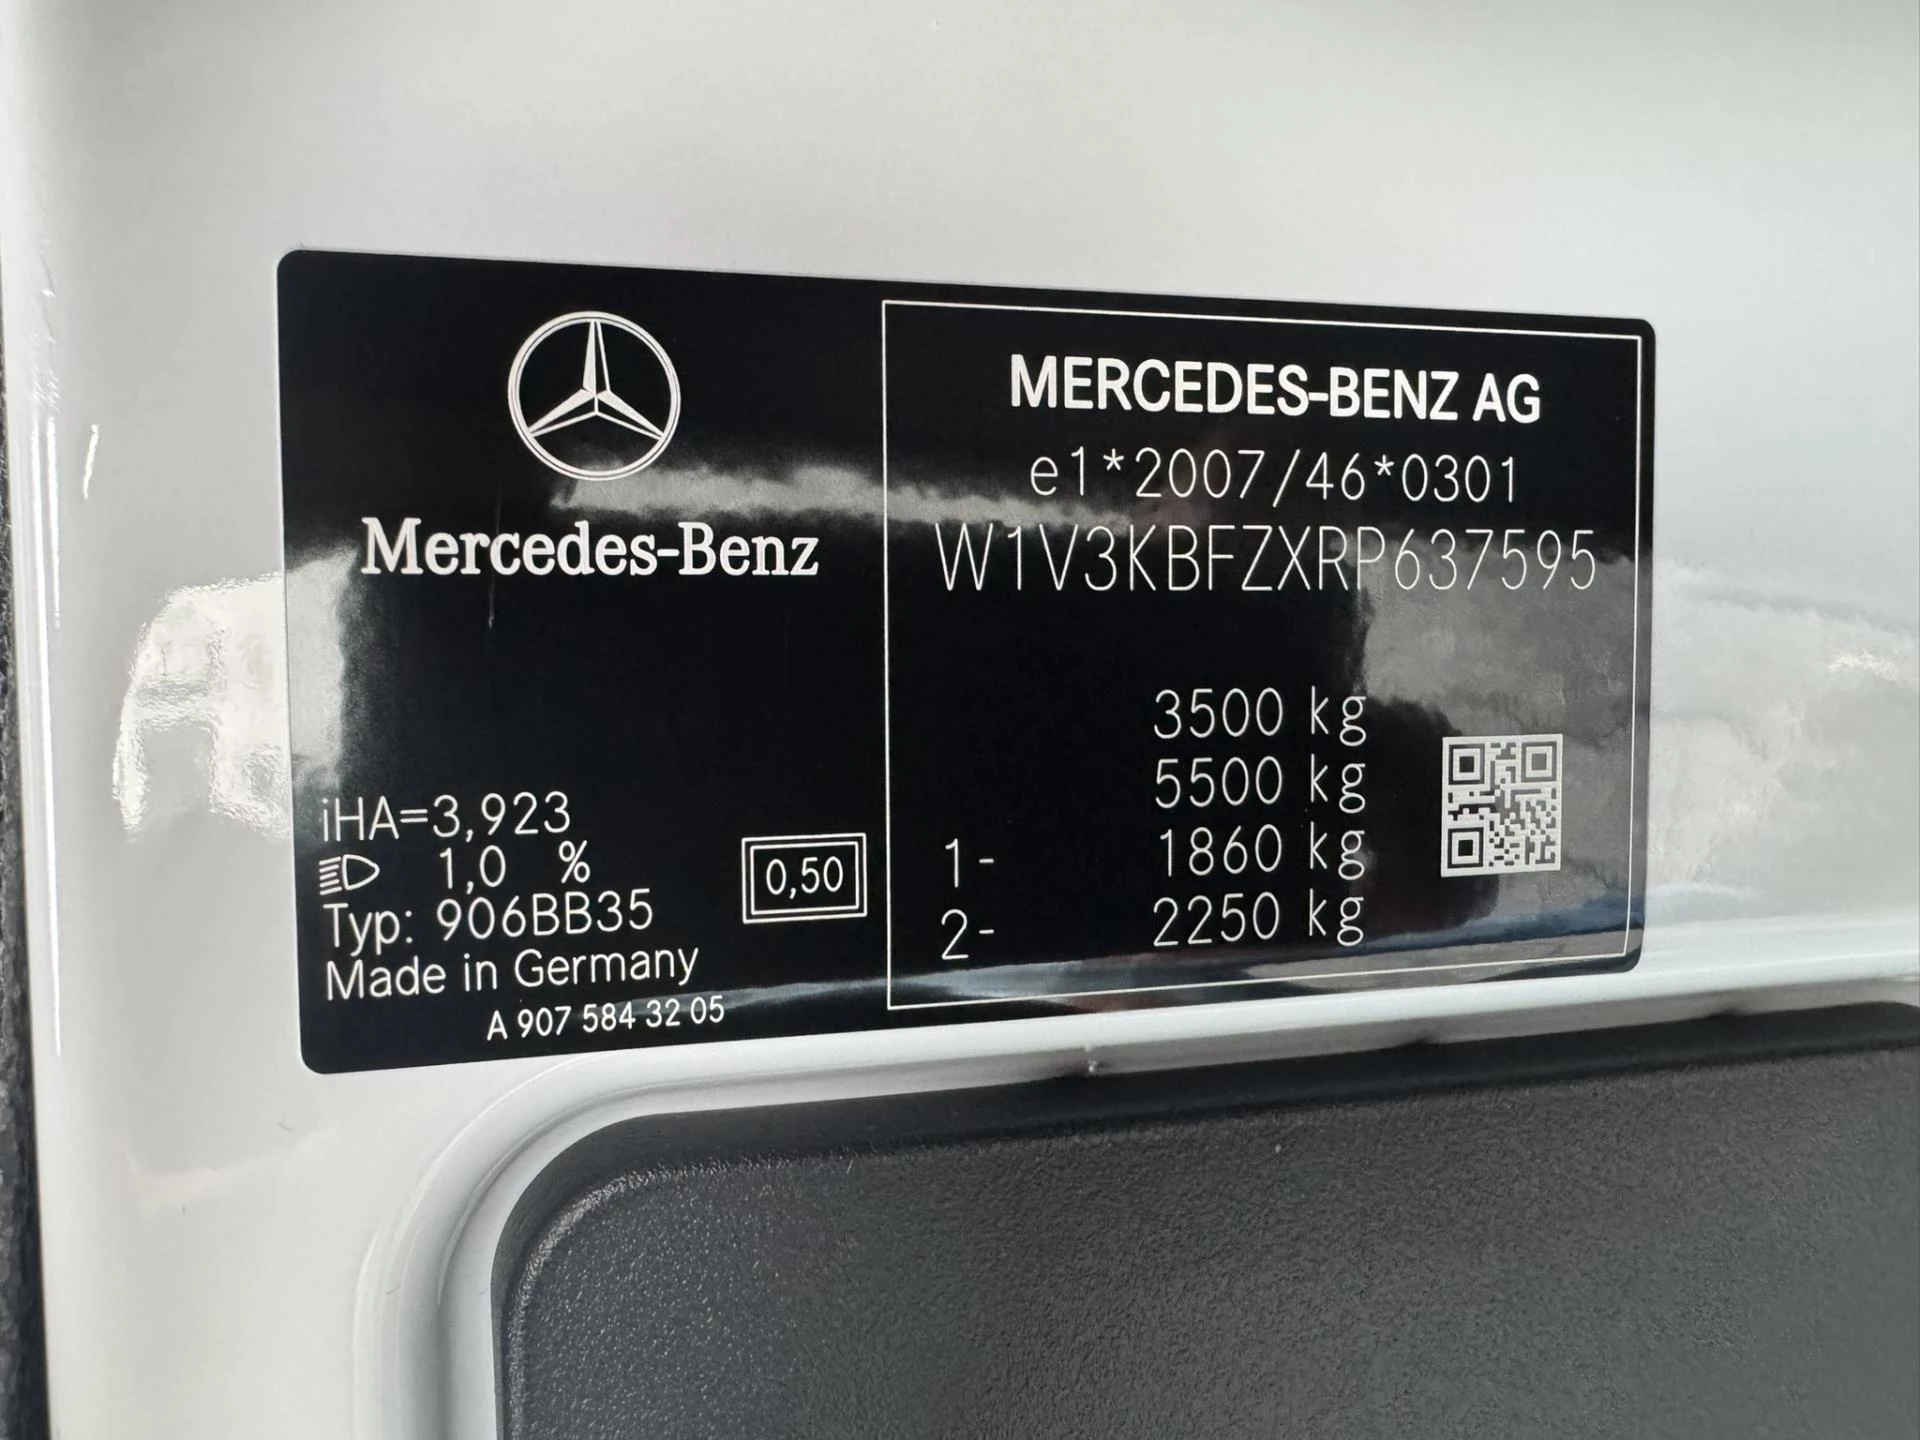 Mercedes-Benz
iHA=3,923
1,0 %
Typ: 906BB35
Made in Germany
A 907 584 32 05
0,50
MERCEDES-BENZ AG
e1*2007/46*0301
W1V3KBFZXRP637595
3500 kg
5500 kg
1- 1860 kg
2- 2250 kg